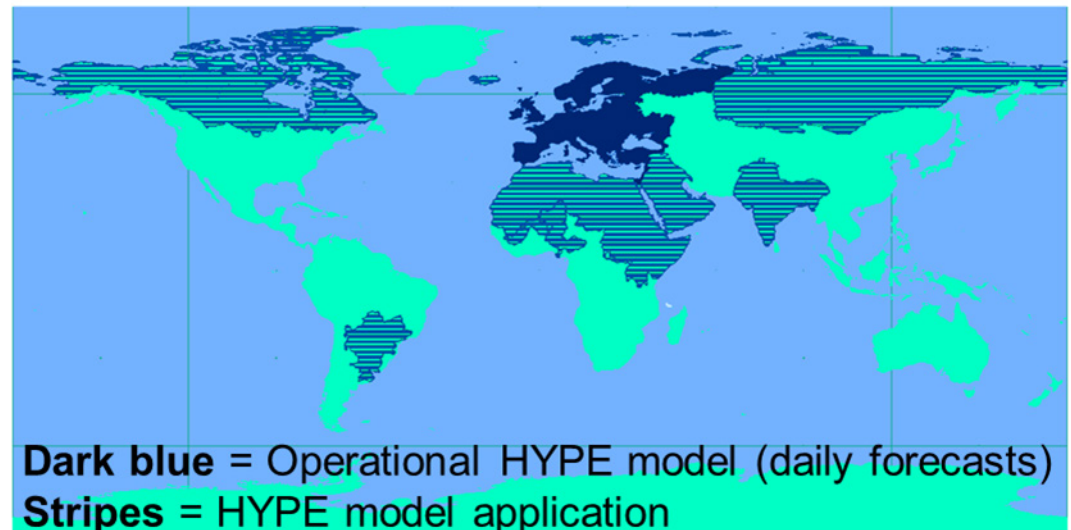 Dark blue = Operational HYPE model (daily forecasts)
Stripes = HYPE model application